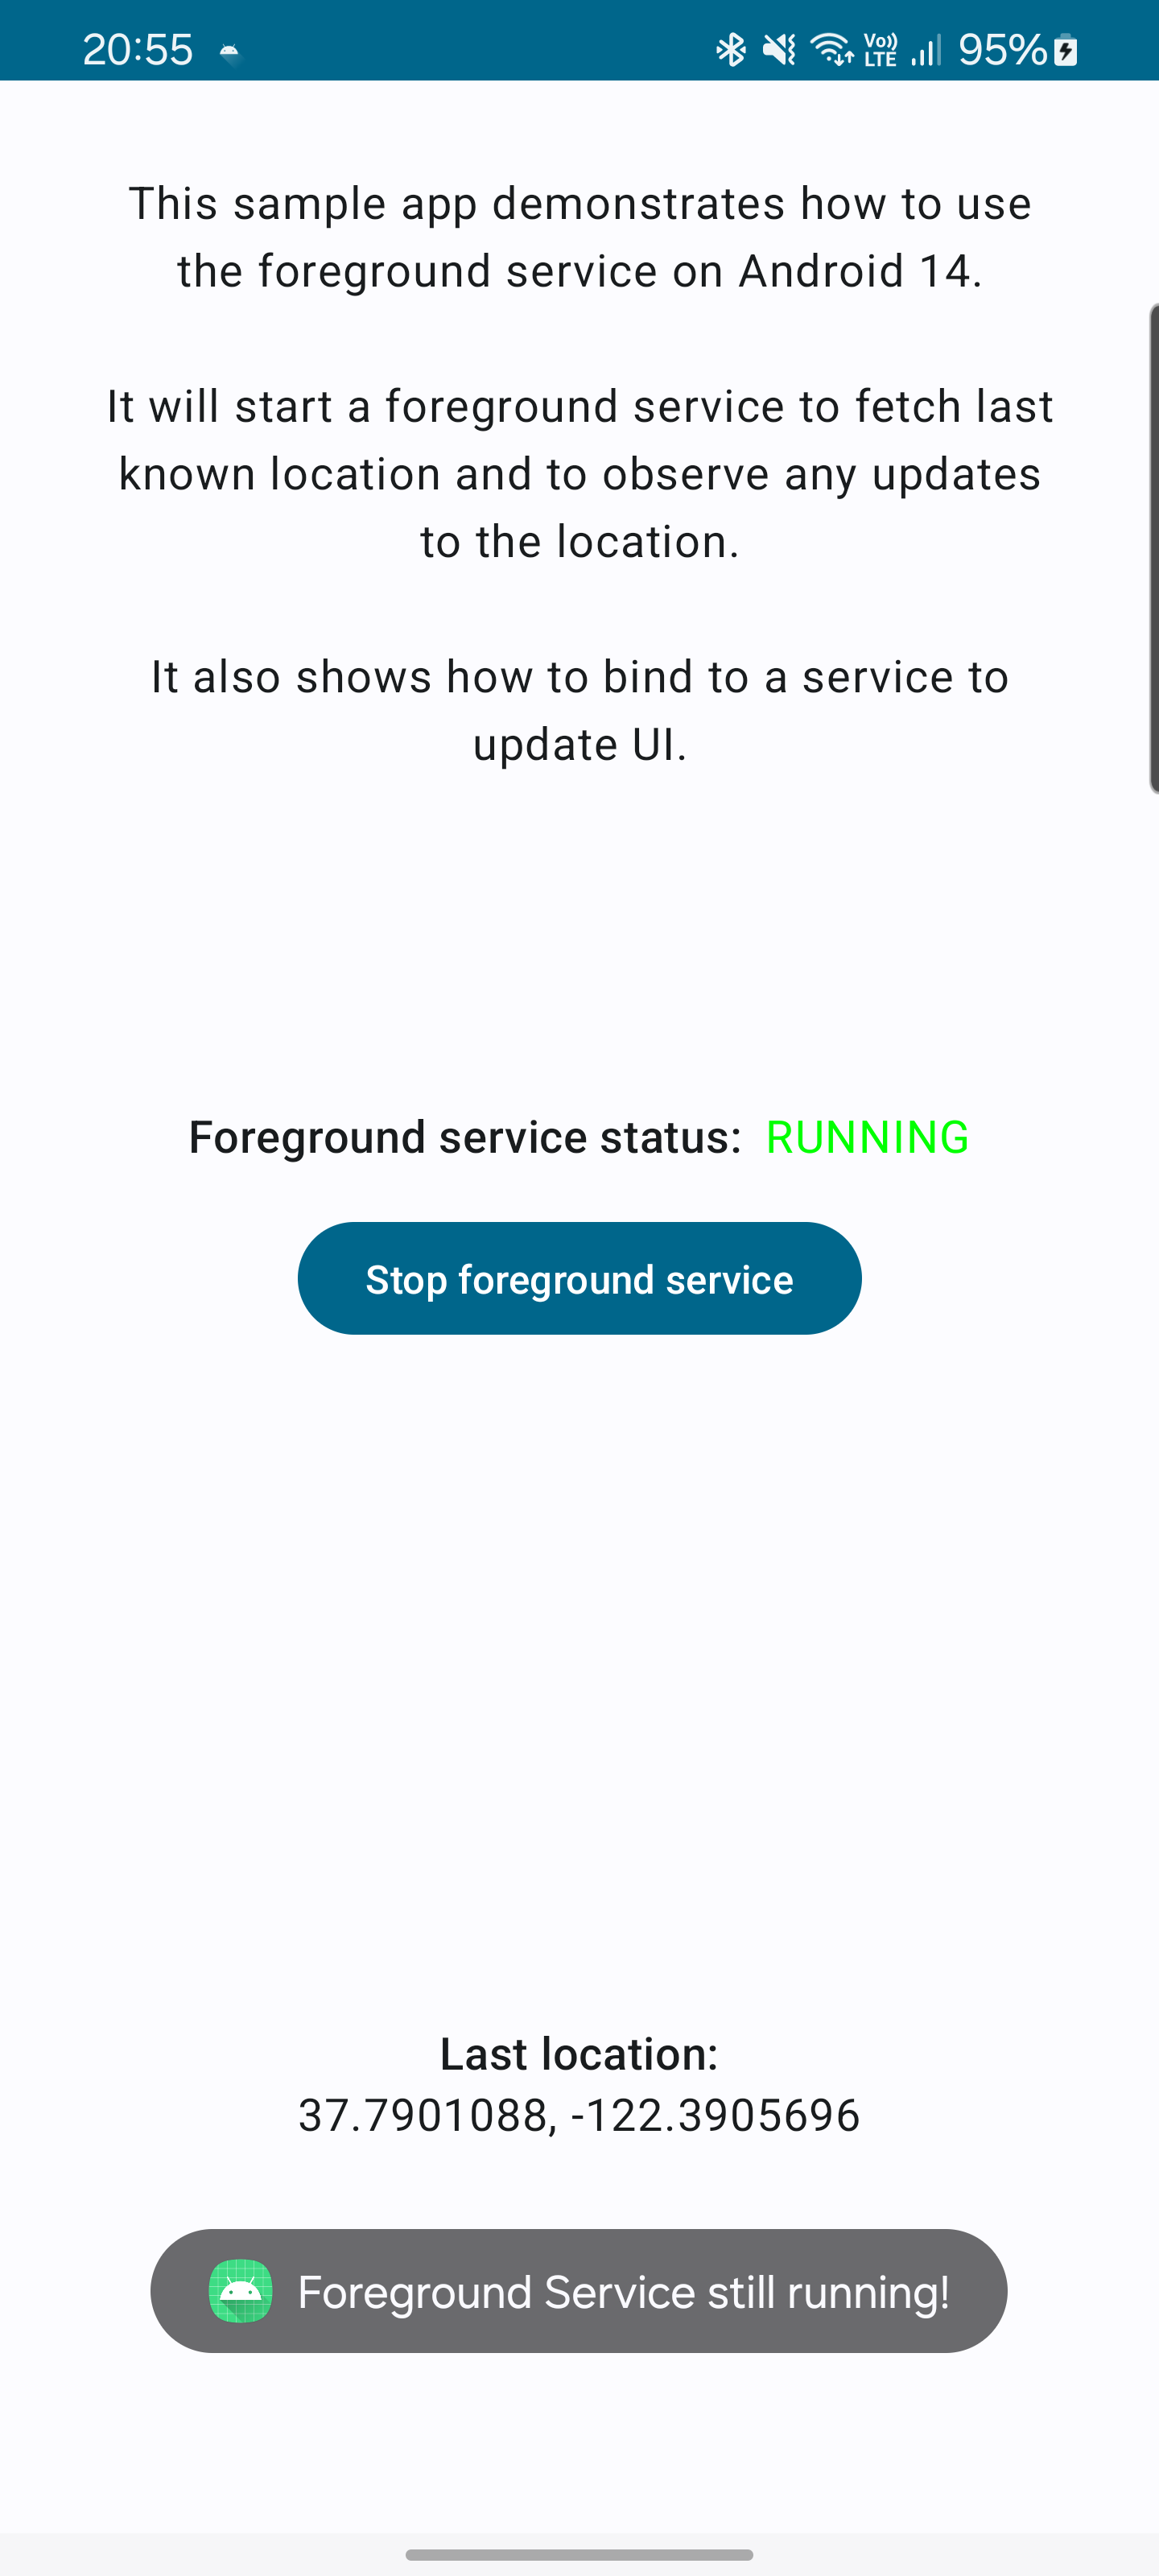 20:55
Vo)) LTE
95%
This sample app demonstrates how to use
the foreground service on Android 14.
It will start a foreground service to fetch last
known location and to observe any updates
to the location.
It also shows how to bind to a service to
update UI.
Foreground service status: RUNNING
Stop foreground service
Last location:
37.7901088, -122.3905696
Foreground Service still running!